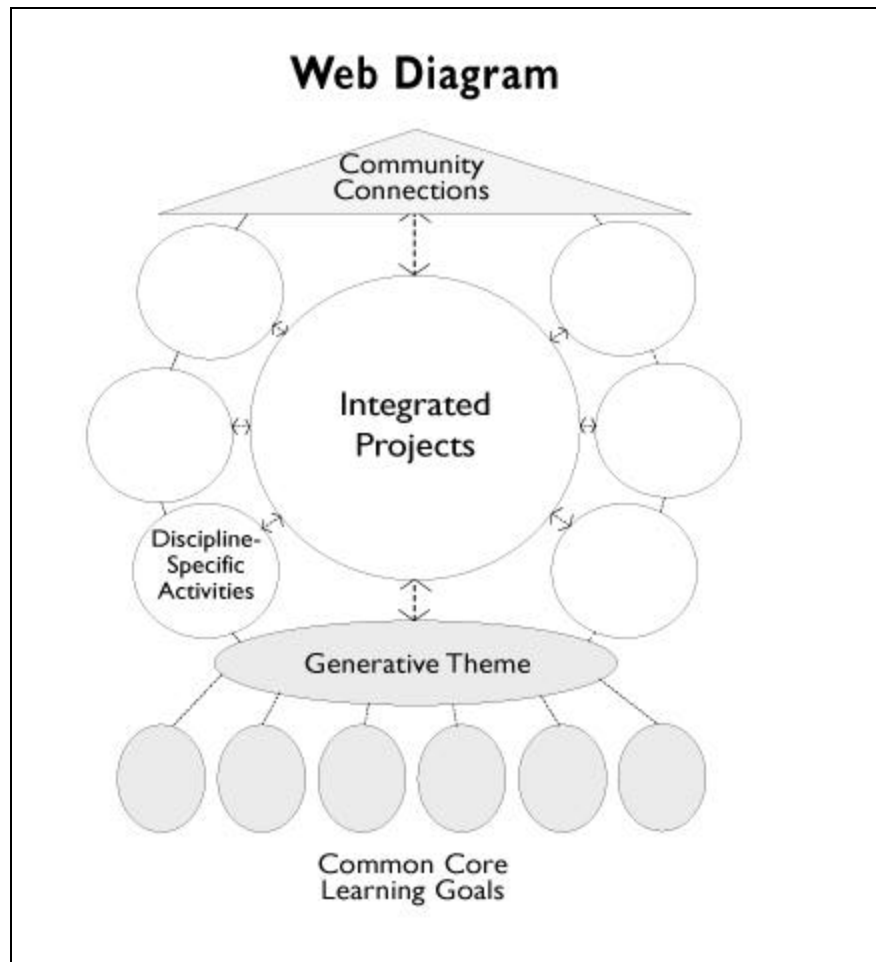 Web Diagram
Community
Connections
Integrated
Projects
Discipline-
Specific
Activities
Generative Theme
Common Core
Learning Goals